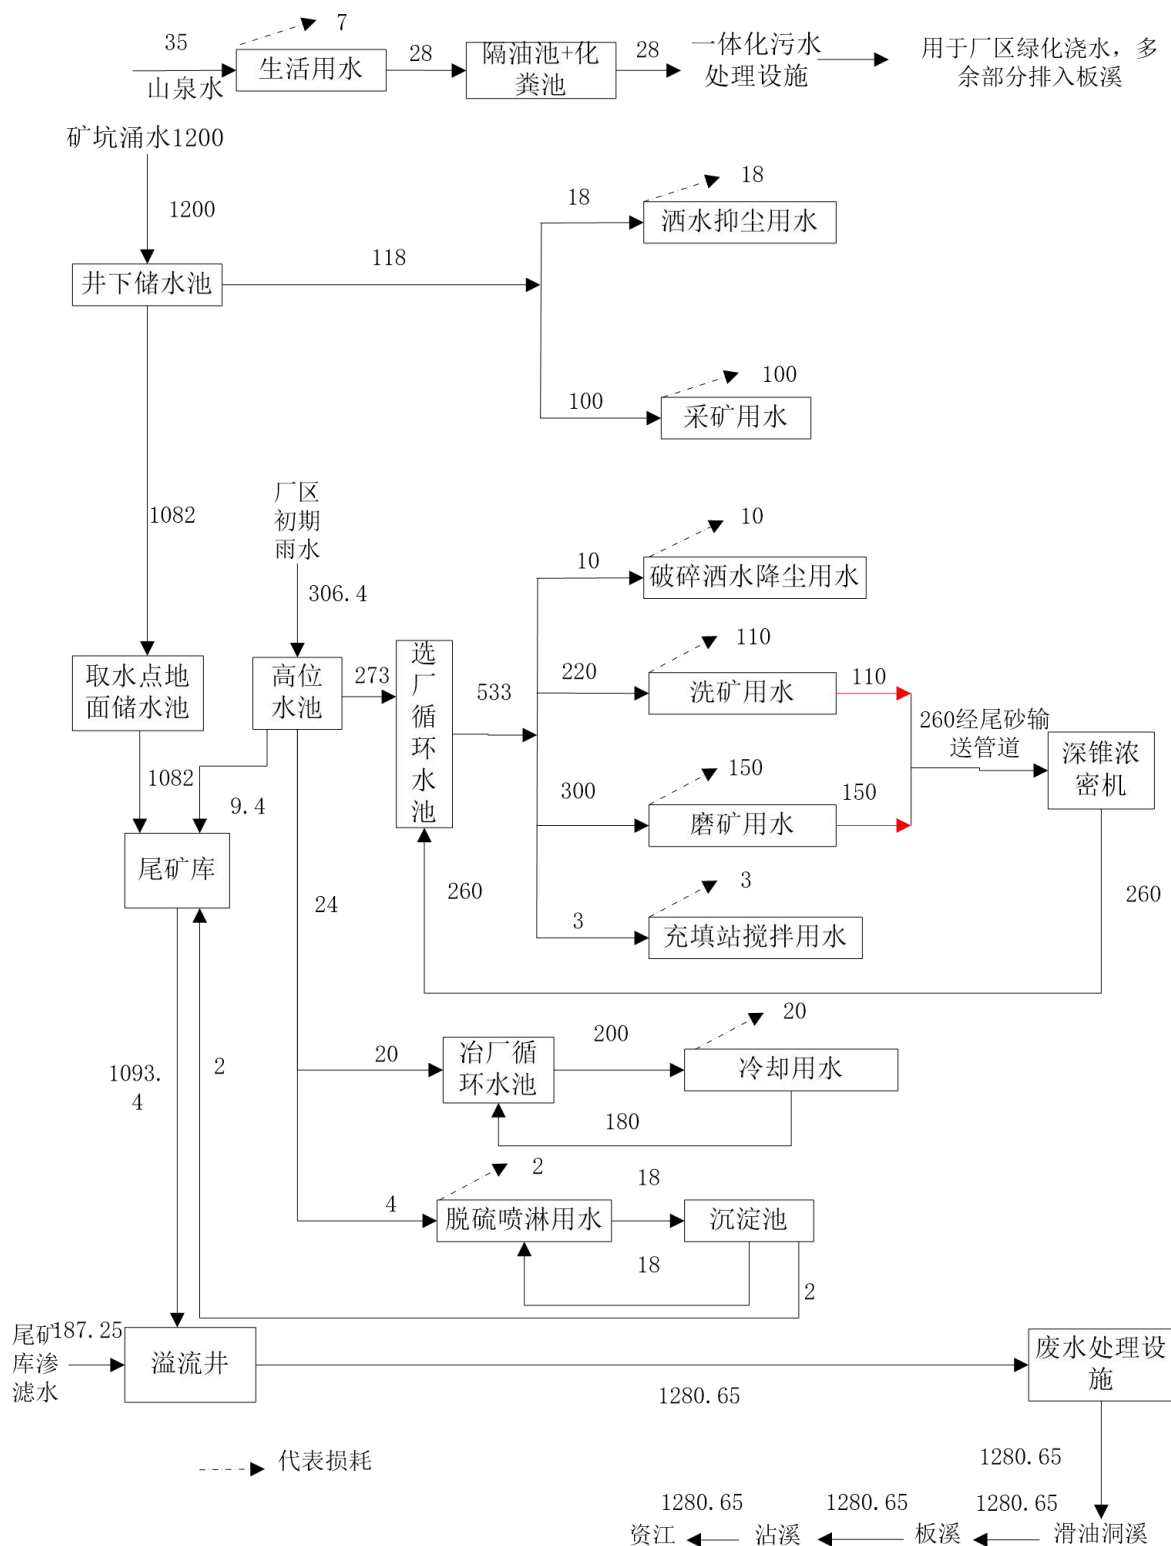 35
7
山泉水
生活用水
28
隔油池+化
粪池
28
一体化污水
处理设施
用于厂区绿化浇水，多
余部分排入板溪
矿坑涌水1200
1200
井下储水池
118
18
18
洒水抑尘用水
100
100
采矿用水
1082
厂区
初期
雨水
306.4
取水点地
面储水池
高位
水池
273
选
厂
循
环
水
池
533
10
10
破碎洒水降尘用水
220
110
洗矿用水
110
300
150
磨矿用水
150
260经尾砂输
送管道
深锥浓
密机
3
3
充填站搅拌用水
260
260
1082
9.4
尾矿库
24
1093.
4
2
20
冶厂循
环水池
200
20
冷却用水
180
4
2
脱硫喷淋用水
18
沉淀池
18
2
尾矿
库渗
滤水
187.25
溢流井
1280.65
废水处理设
施
1280.65
代表损耗
1280.65
1280.65
1280.65
资江
沾溪
板溪
滑油洞溪